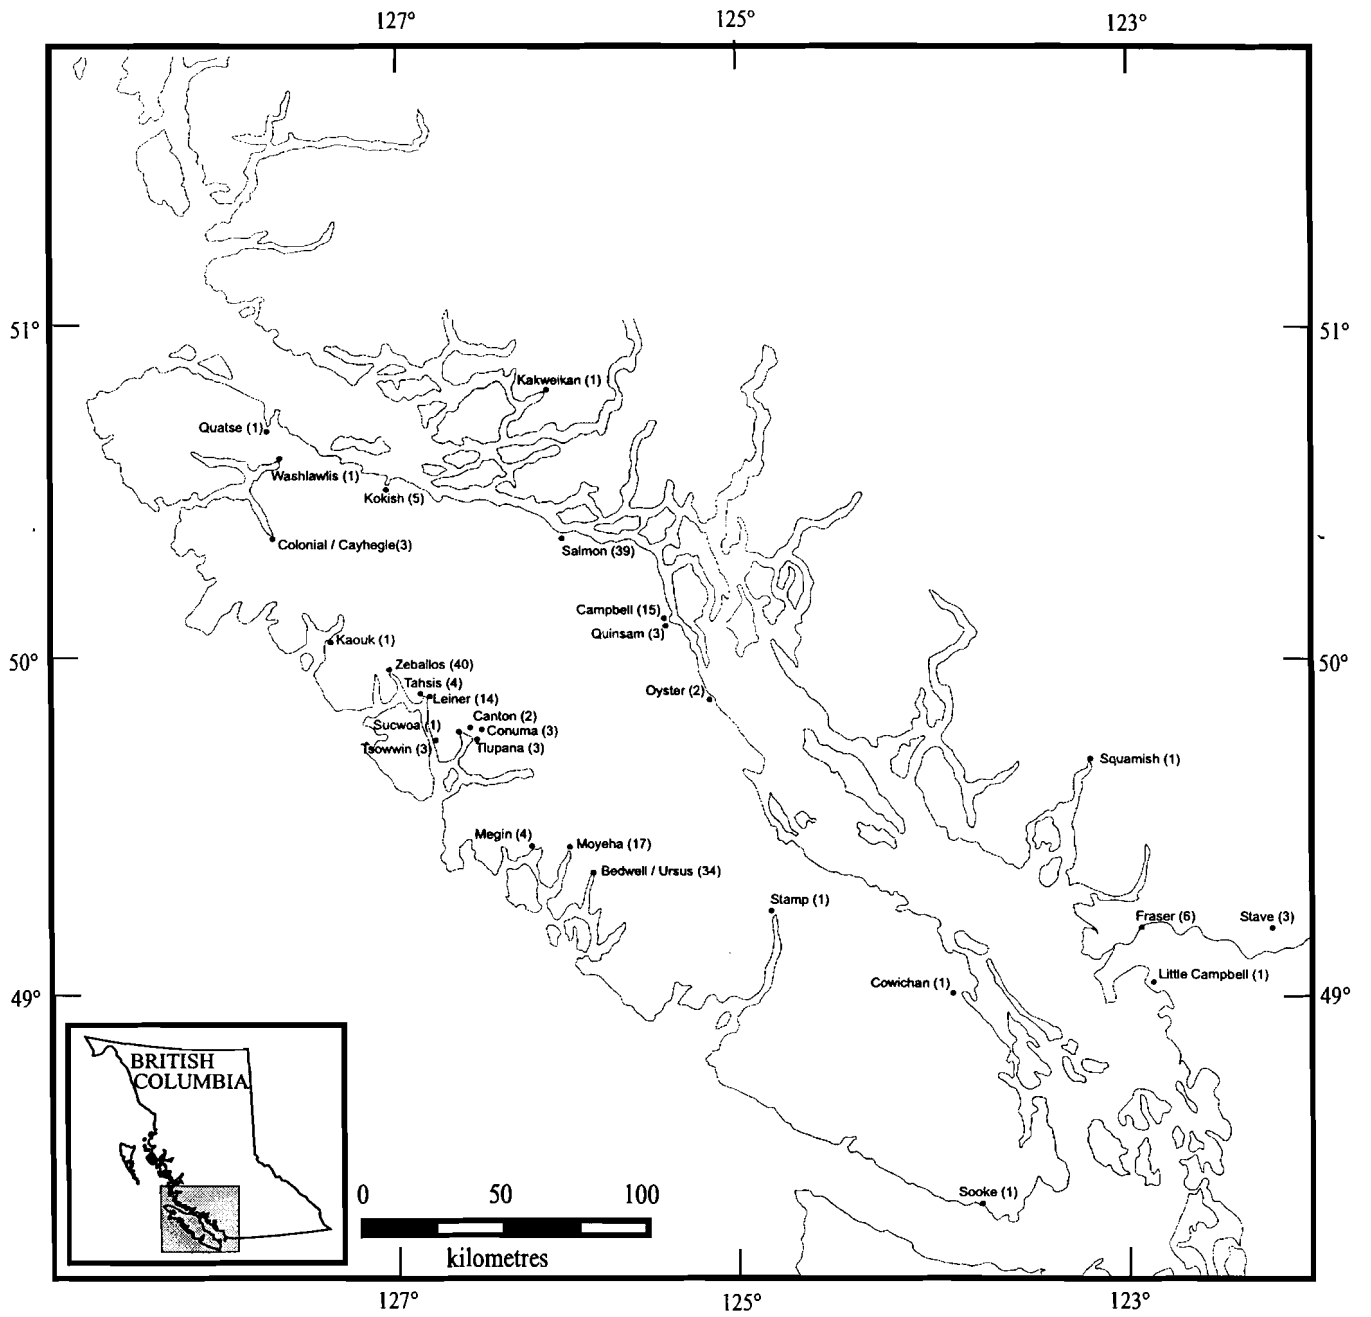 127°
125°
123°
51°
51°
Kakweikan (1)
Quatse (1)
Washlawlis (1)
Kokish (5)
Colonial / Cayhegle(3)
Salmon (39)
Campbell (15)
Quinsam (3)
Kaouk (1)
50°
50°
Zeballos (40)
Tahsis (4)
Leiner (14)
Oyster (2)
Canton (2)
Sucwoa (1)
Conuma (3)
Tsowwin (3)
Tlupana (3)
Squamish (1)
Megin (4)
Moyeha (17)
Bedwell / Ursus (34)
Stamp (1)
Fraser (6)
Stave (3)
Little Campbell (1)
Cowichan (1)
49°
49°
BRITISH
COLUMBIA
Sooke (1)
0 50 100
kilometres
127°
125°
123°